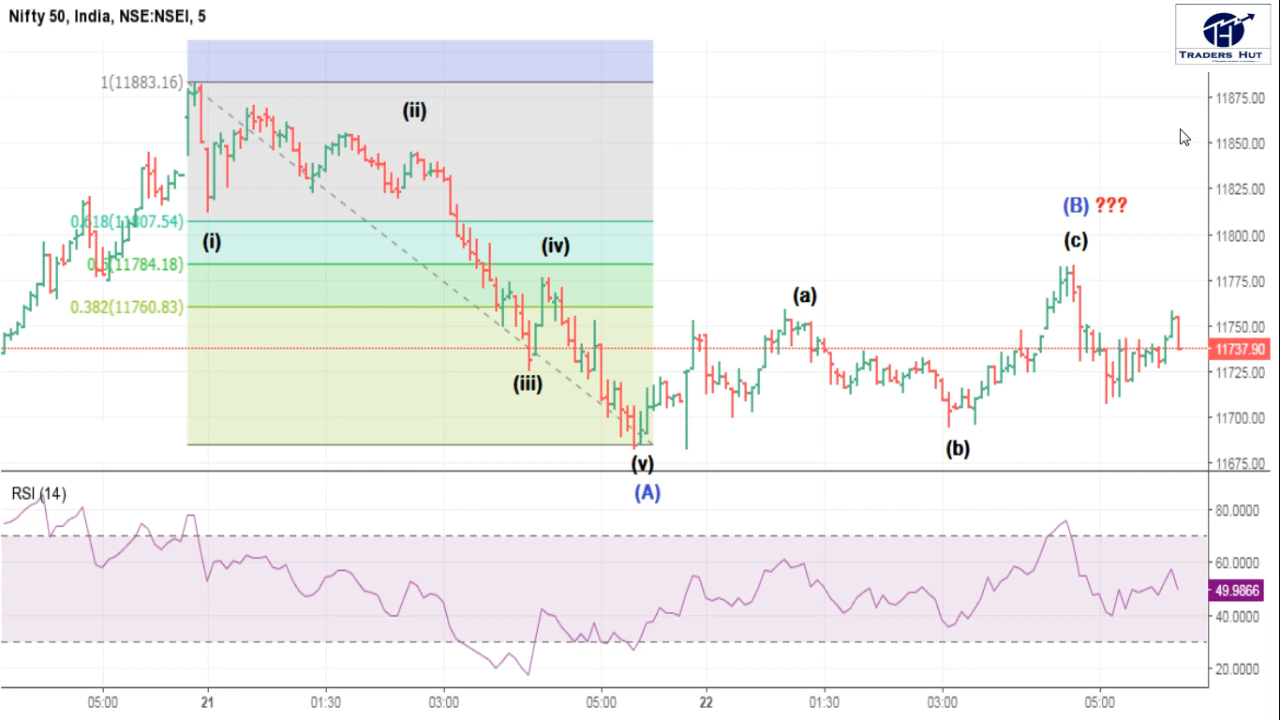 Nifty 50, India, NSE:NSEI, 5
TRADERS HUT
1(11883.16)
(ii)
11875.00
11850.00
11825.00
(B) ???
0.618(11807.54)
(i)
(iv)
(c)
11800.00
0.5(11784.18)
11775.00
0.382(11760.83)
(a)
11750.00
11737.90
(iii)
11725.00
11700.00
(v)
(b)
11675.00
(A)
RSI (14)
80.0000
60.0000
49.9866
40.0000
20.0000
05:00 21 01:30 03:00 05:00 22 01:30 03:00 05:00